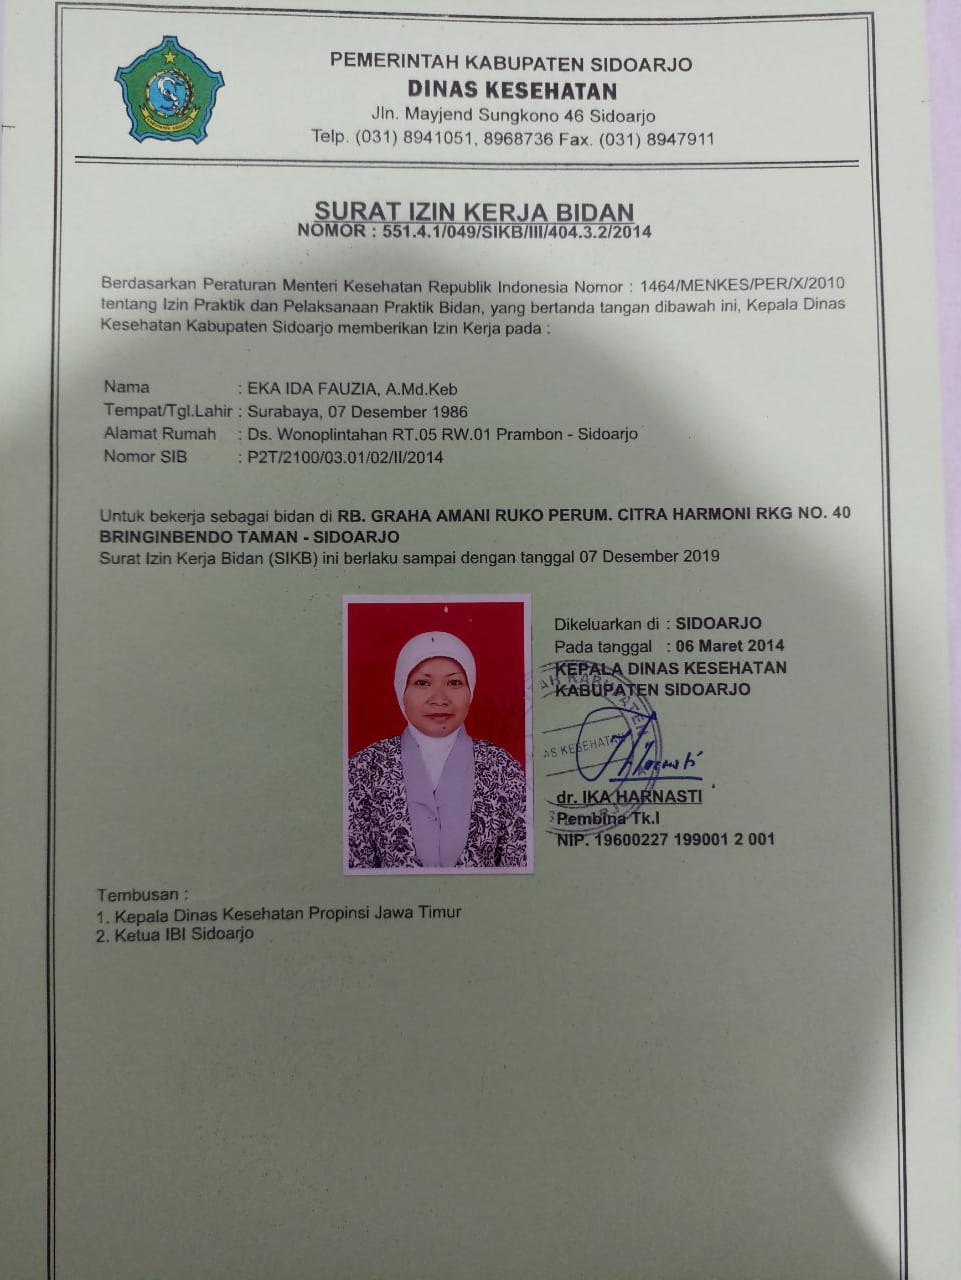 PEMERINTAH KABUPATEN SIDOARJO
DINAS KESEHATAN
Jln. Mayjend Sungkono 46 Sidoarjo
Telp. (031) 8941051, 8968736 Fax. (031) 8947911
SURAT IZIN KERJA BIDAN
NOMOR : 551.4.1/049/SIKB/III/404.3.2/2014
Berdasarkan Peraturan Menteri Kesehatan Republik Indonesia Nomor : 1464/MENKES/PER/X/2010
tentang Izin Praktik dan Pelaksanaan Praktik Bidan, yang bertanda tangan dibawah ini, Kepala Dinas
Kesehatan Kabupaten Sidoarjo memberikan Izin Kerja pada :
Nama : EKA IDA FAUZIA, A.Md.Keb
Tempat/Tgl.Lahir : Surabaya, 07 Desember 1986
Alamat Rumah : Ds. Wonoplintahan RT.05 RW.01 Prambon - Sidoarjo
Nomor SIB : P2T/2100/03.01/02/II/2014
Untuk bekerja sebagai bidan di RB. GRAHA AMANI RUKO PERUM. CITRA HARMONI RKG NO. 40
BRINGINBENDO TAMAN - SIDOARJO
Surat Izin Kerja Bidan (SIKB) ini berlaku sampai dengan tanggal 07 Desember 2019
Dikeluarkan di : SIDOARJO
Pada tanggal : 06 Maret 2014
KEPALA DINAS KESEHATAN
KABUPATEN SIDOARJO
dr. IKA HARNASTI
Pembina Tk.I
NIP. 19600227 199001 2 001
Tembusan :
1. Kepala Dinas Kesehatan Propinsi Jawa Timur
2. Ketua IBI Sidoarjo